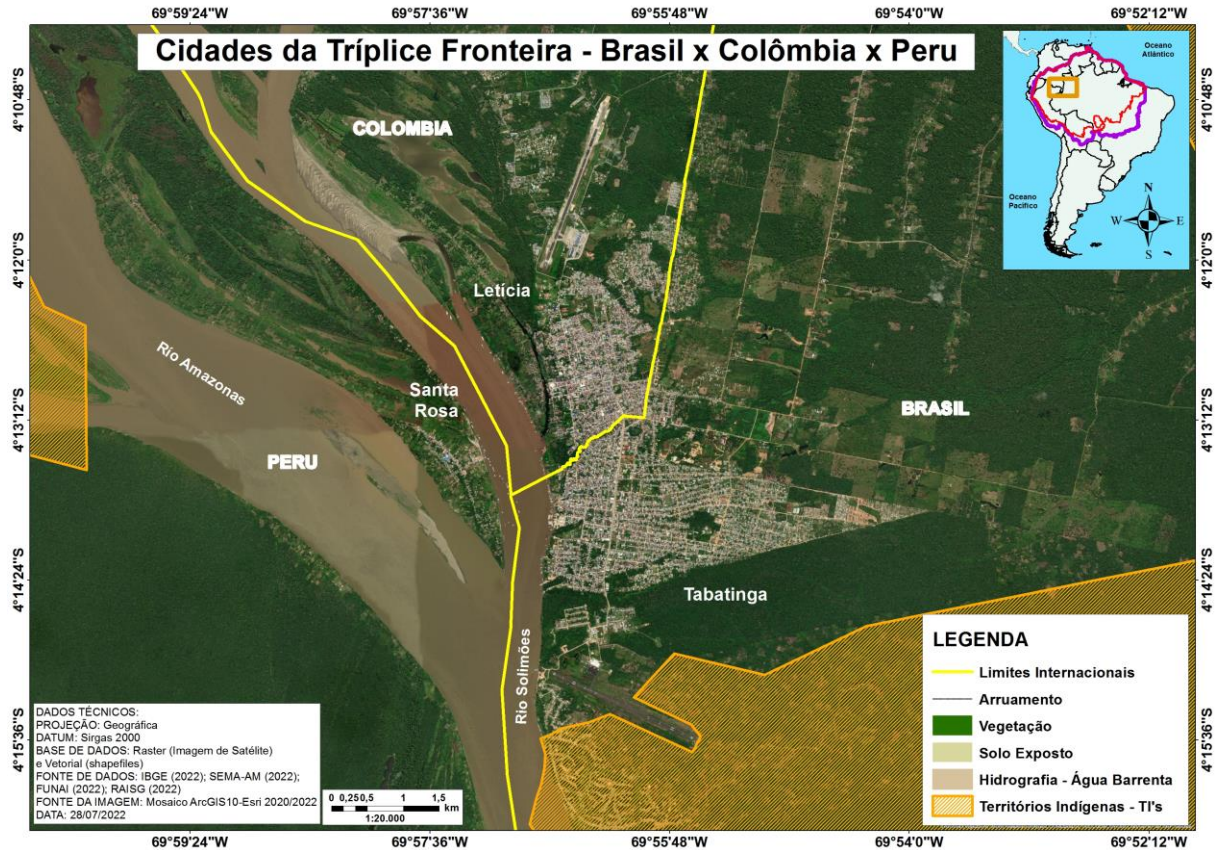 69°59'24"W 69°57'36"W 69°55'48"W 69°54'0"W 69°52'12"W
Cidades da Tríplice Fronteira - Brasil x Colômbia x Peru
Oceano
Atlântico
Oceano
Pacífico
N
W E
S
4°10'48"S 4°10'48"S
COLOMBIA
4°12'0"S 4°12'0"S
Letícia
Rio Amazonas
Santa
Rosa
BRASIL
4°13'12"S 4°13'12"S
PERU
4°14'24"S 4°14'24"S
Tabatinga
Rio Solimões
4°15'36"S 4°15'36"S
LEGENDA
Limites Internacionais
Arruamento
Vegetação
Solo Exposto
Hidrografia - Água Barrenta
Territórios Indígenas - TI's
DADOS TÉCNICOS:
PROJEÇÃO: Geográfica
DATUM: Sirgas 2000
BASE DE DADOS: Raster (Imagem de Satélite)
e Vetorial (shapefiles)
FONTE DE DADOS: IBGE (2022); SEMA-AM (2022);
FUNAI (2022); RAISG (2022)
FONTE DA IMAGEM: Mosaico ArcGIS10-Esri 2020/2022
DATA: 28/07/2022
0 0,25 0,5 1 1,5
km
1:20.000
69°59'24"W 69°57'36"W 69°55'48"W 69°54'0"W 69°52'12"W